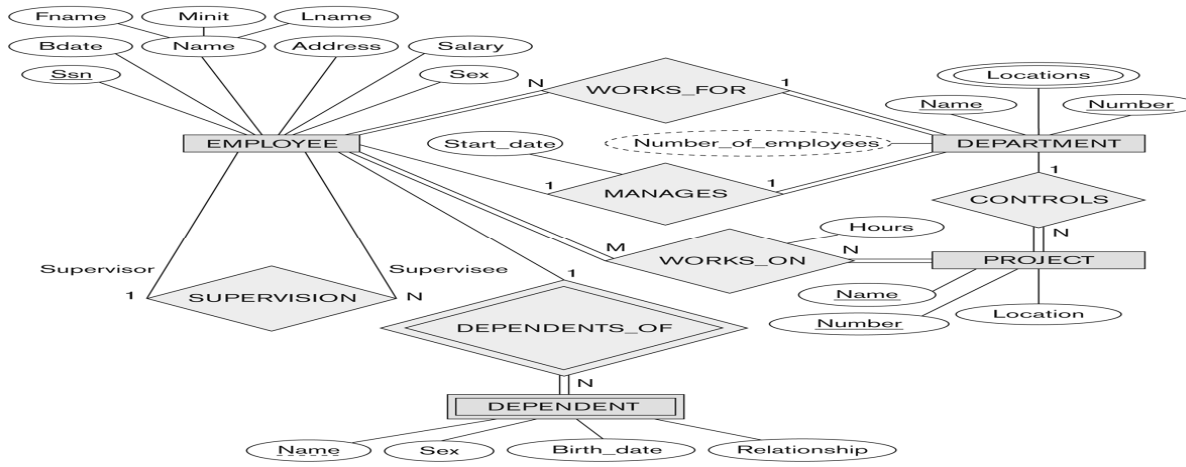 Fname Minit Lname
Bdate Name Address Salary
Ssn Sex
N WORKS_FOR 1
Locations
Name Number
EMPLOYEE
Start_date Number_of_employees
DEPARTMENT
1 MANAGES 1
1
CONTROLS
N
Hours
M WORKS_ON N
PROJECT
Supervisor Supervisee
1 SUPERVISION N
Name
Number Location
1
DEPENDENTS_OF
N
DEPENDENT
Name Sex Birth_date Relationship